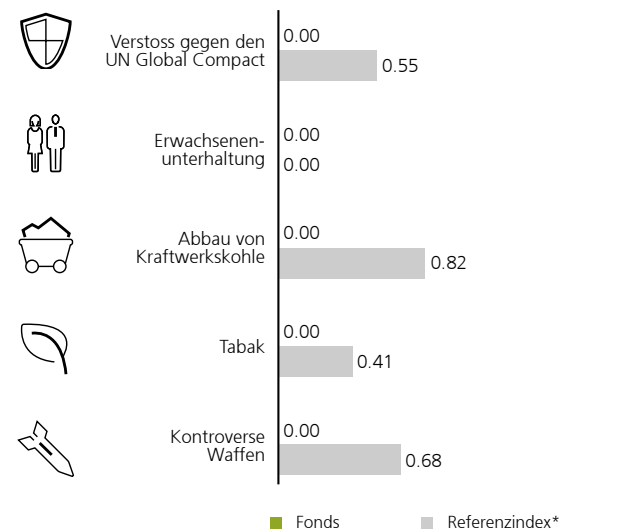 Verstoss gegen den
UN Global Compact
0.00
0.55
Erwachsenen-
unterhaltung
0.00
0.00
Abbau von
Kraftwerkskohle
0.00
0.82
Tabak
0.00
0.41
Kontroverse
Waffen
0.00
0.68
Fonds Referenzindex*